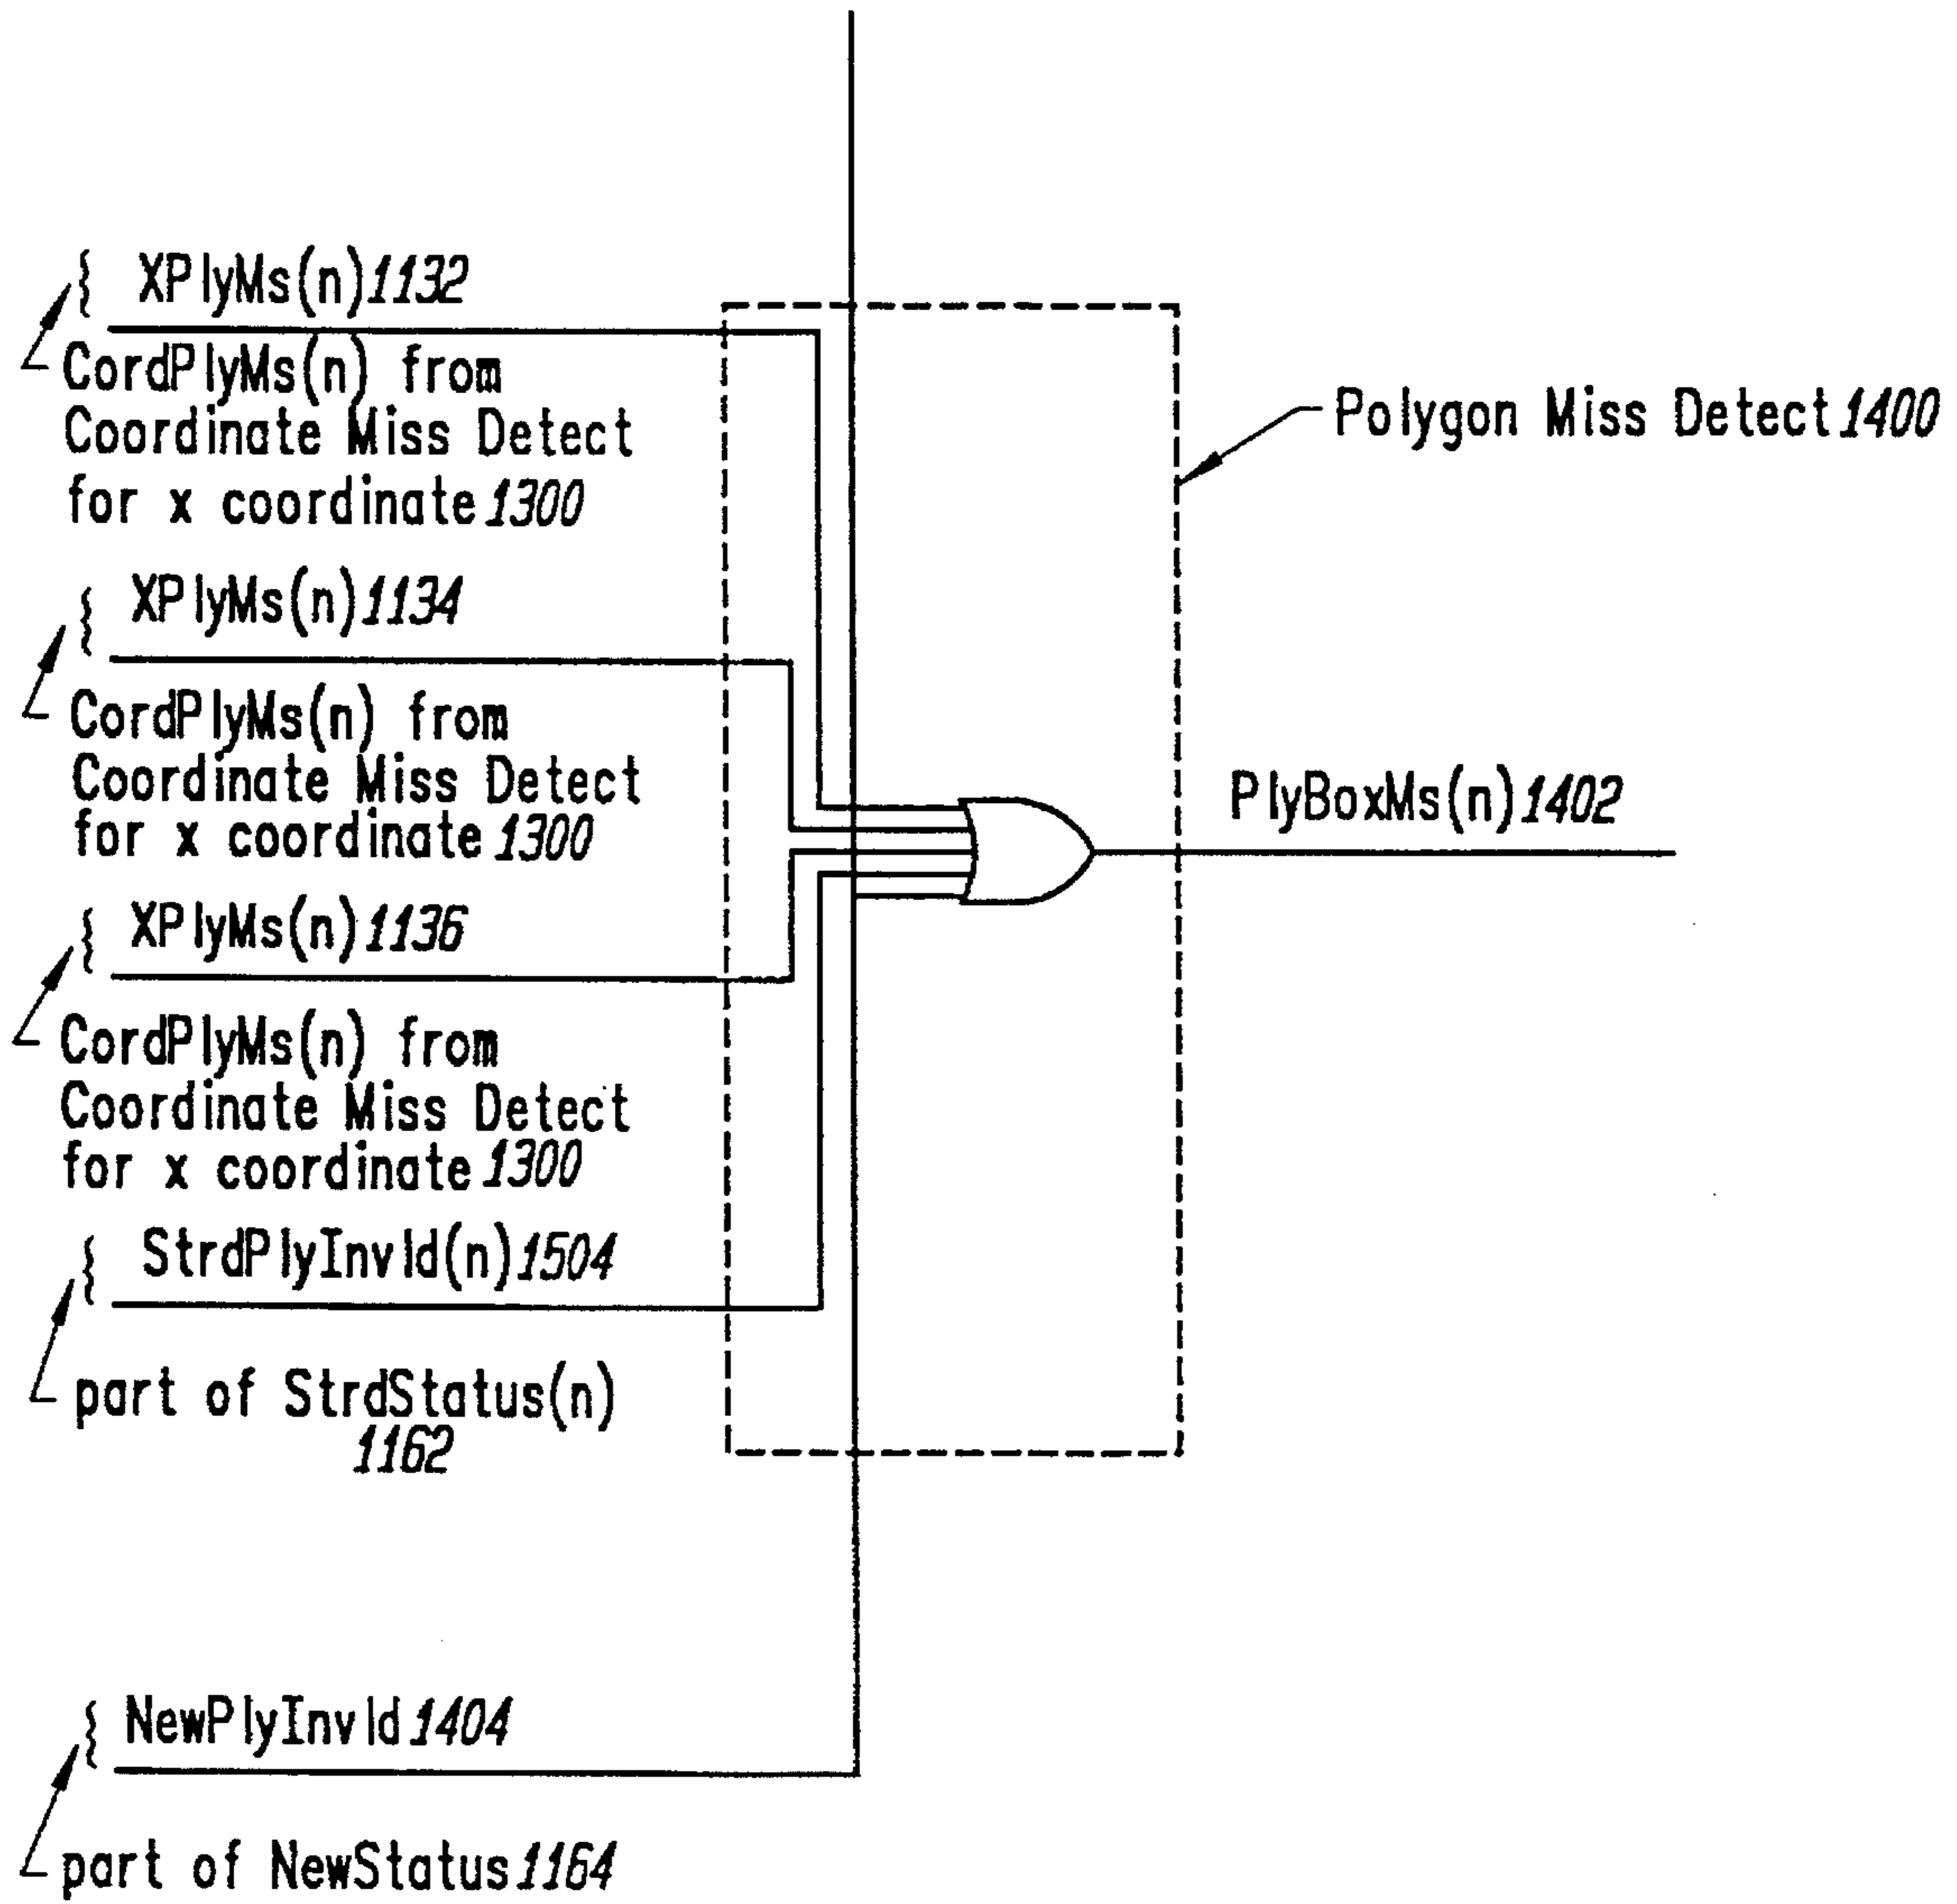 XPlyMs(n) 1132
CordPlyMs(n) from
Coordinate Miss Detect
for x coordinate 1300
Polygon Miss Detect 1400
XPlyMs(n) 1134
CordPlyMs(n) from
Coordinate Miss Detect
for x coordinate 1300
PlyBoxMs(n) 1402
XPlyMs(n) 1136
CordPlyMs(n) from
Coordinate Miss Detect
for x coordinate 1300
StrdPlyInvld(n) 1504
part of StrdStatus(n)
1162
NewPlyInvld 1404
part of NewStatus 1164